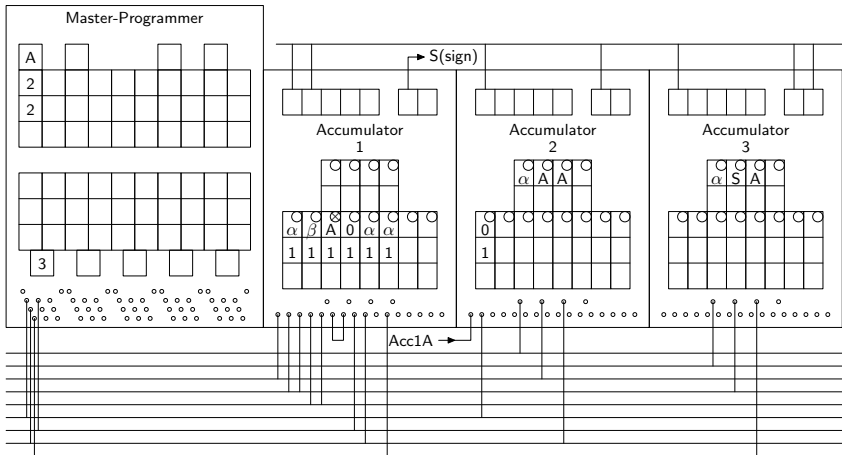 Master-Programmer
A
2
2
3
S(sign)
Accumulator
1
α β A 0 α α
1 1 1 1 1 1
Acc1A
Accumulator
2
α A A
0
1
Accumulator
3
α S A